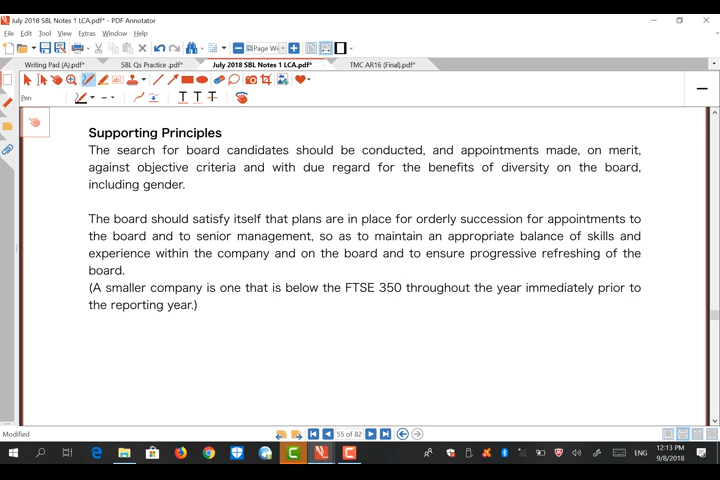 July 2018 SBL Notes 1 LCA.pdf* - PDF Annotator
File Edit Tool View Extras Window Help
Page Wi
Writing Pad (A).pdf* SBL Qs Practice .pdf* July 2018 SBL Notes 1 LCA.pdf* TMC AR16 (Final).pdf*
Pen
Supporting Principles
The search for board candidates should be conducted, and appointments made, on merit,
against objective criteria and with due regard for the benefits of diversity on the board,
including gender.
The board should satisfy itself that plans are in place for orderly succession for appointments to
the board and to senior management, so as to maintain an appropriate balance of skills and
experience within the company and on the board and to ensure progressive refreshing of the
board.
(A smaller company is one that is below the FTSE 350 throughout the year immediately prior to
the reporting year.)
Modified
55 of 82
ENG
12:13 PM
9/8/2018